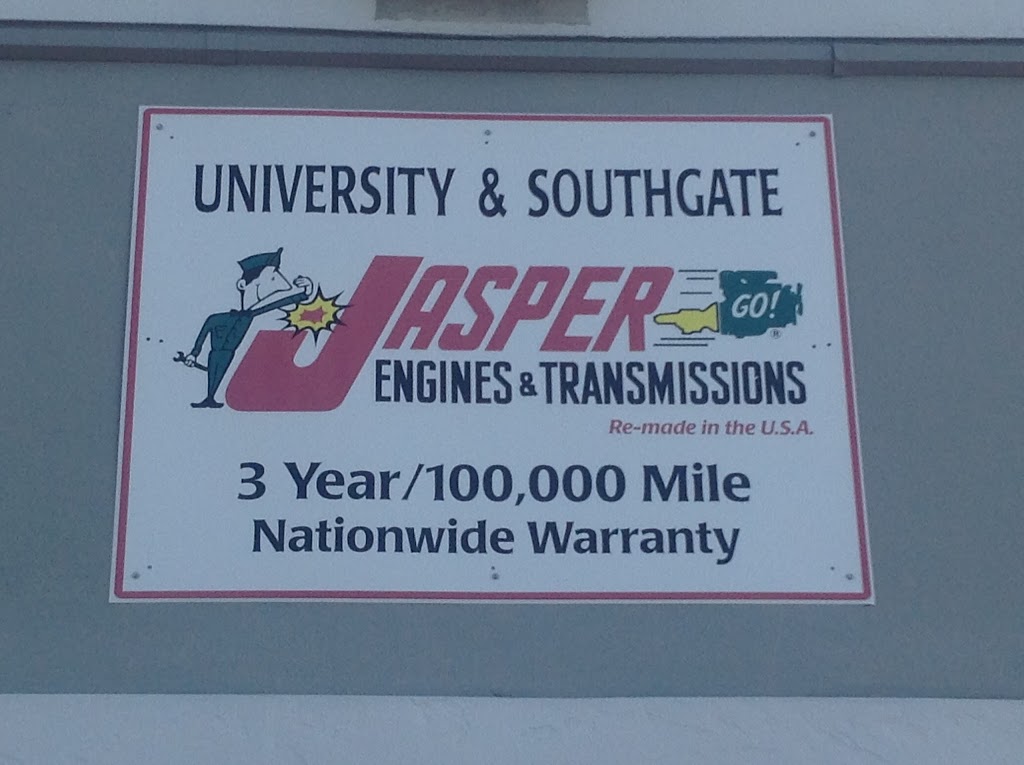 UNIVERSITY & SOUTHGATE
JASPER GO! ®
ENGINES & TRANSMISSIONS
Re-made in the U.S.A.
3 Year/100,000 Mile
Nationwide Warranty